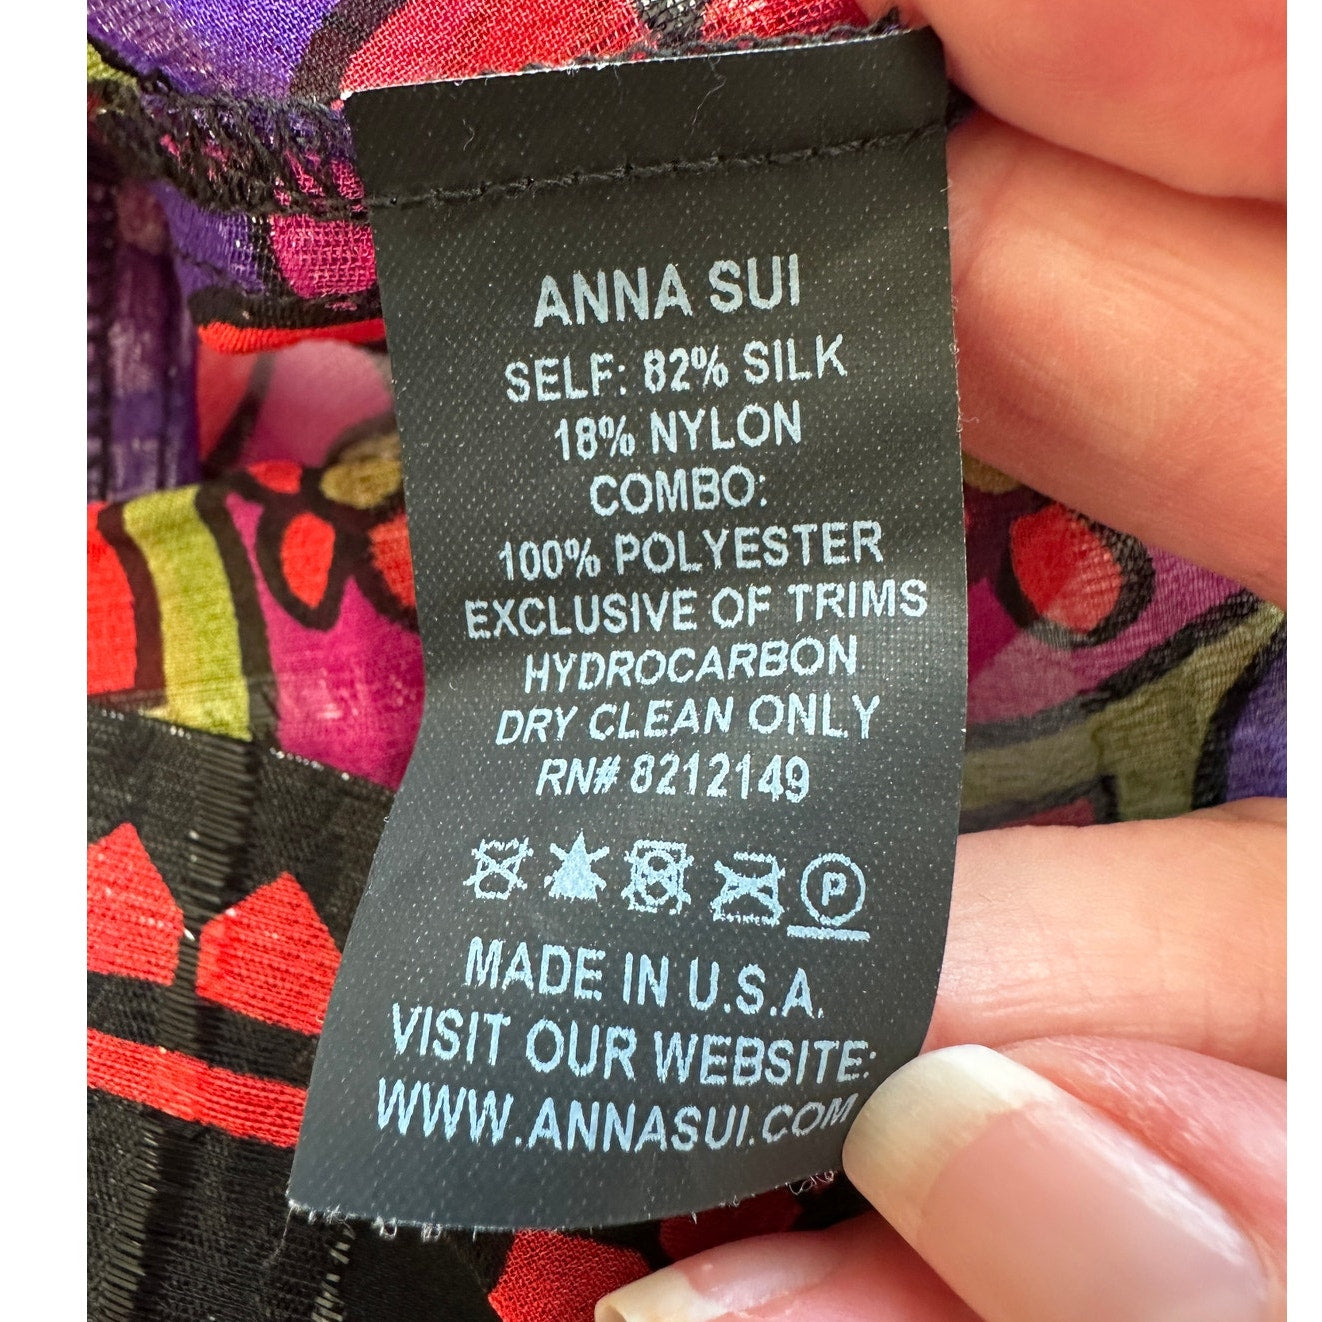 ANNA SUI
SELF: 82% SILK
18% NYLON
COMBO:
100% POLYESTER
EXCLUSIVE OF TRIMS
HYDROCARBON
DRY CLEAN ONLY
RN# 8212149
P
MADE IN U.S.A.
VISIT OUR WEBSITE:
WWW.ANNASUI.COM